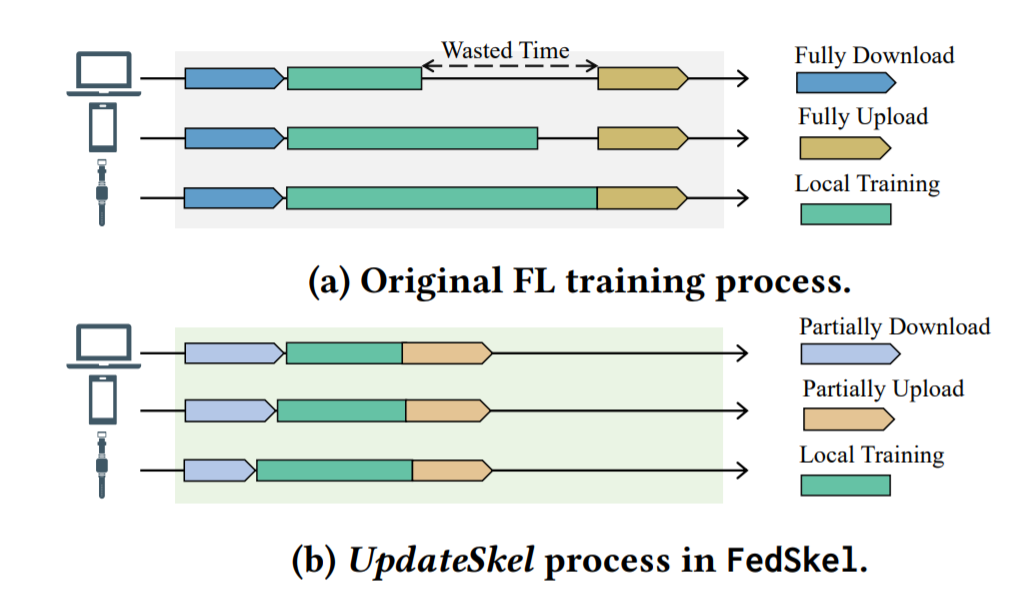 Wasted Time
Fully Download
Fully Upload
Local Training
(a) Original FL training process.
Partially Download
Partially Upload
Local Training
(b) UpdateSkel process in FedSkel.